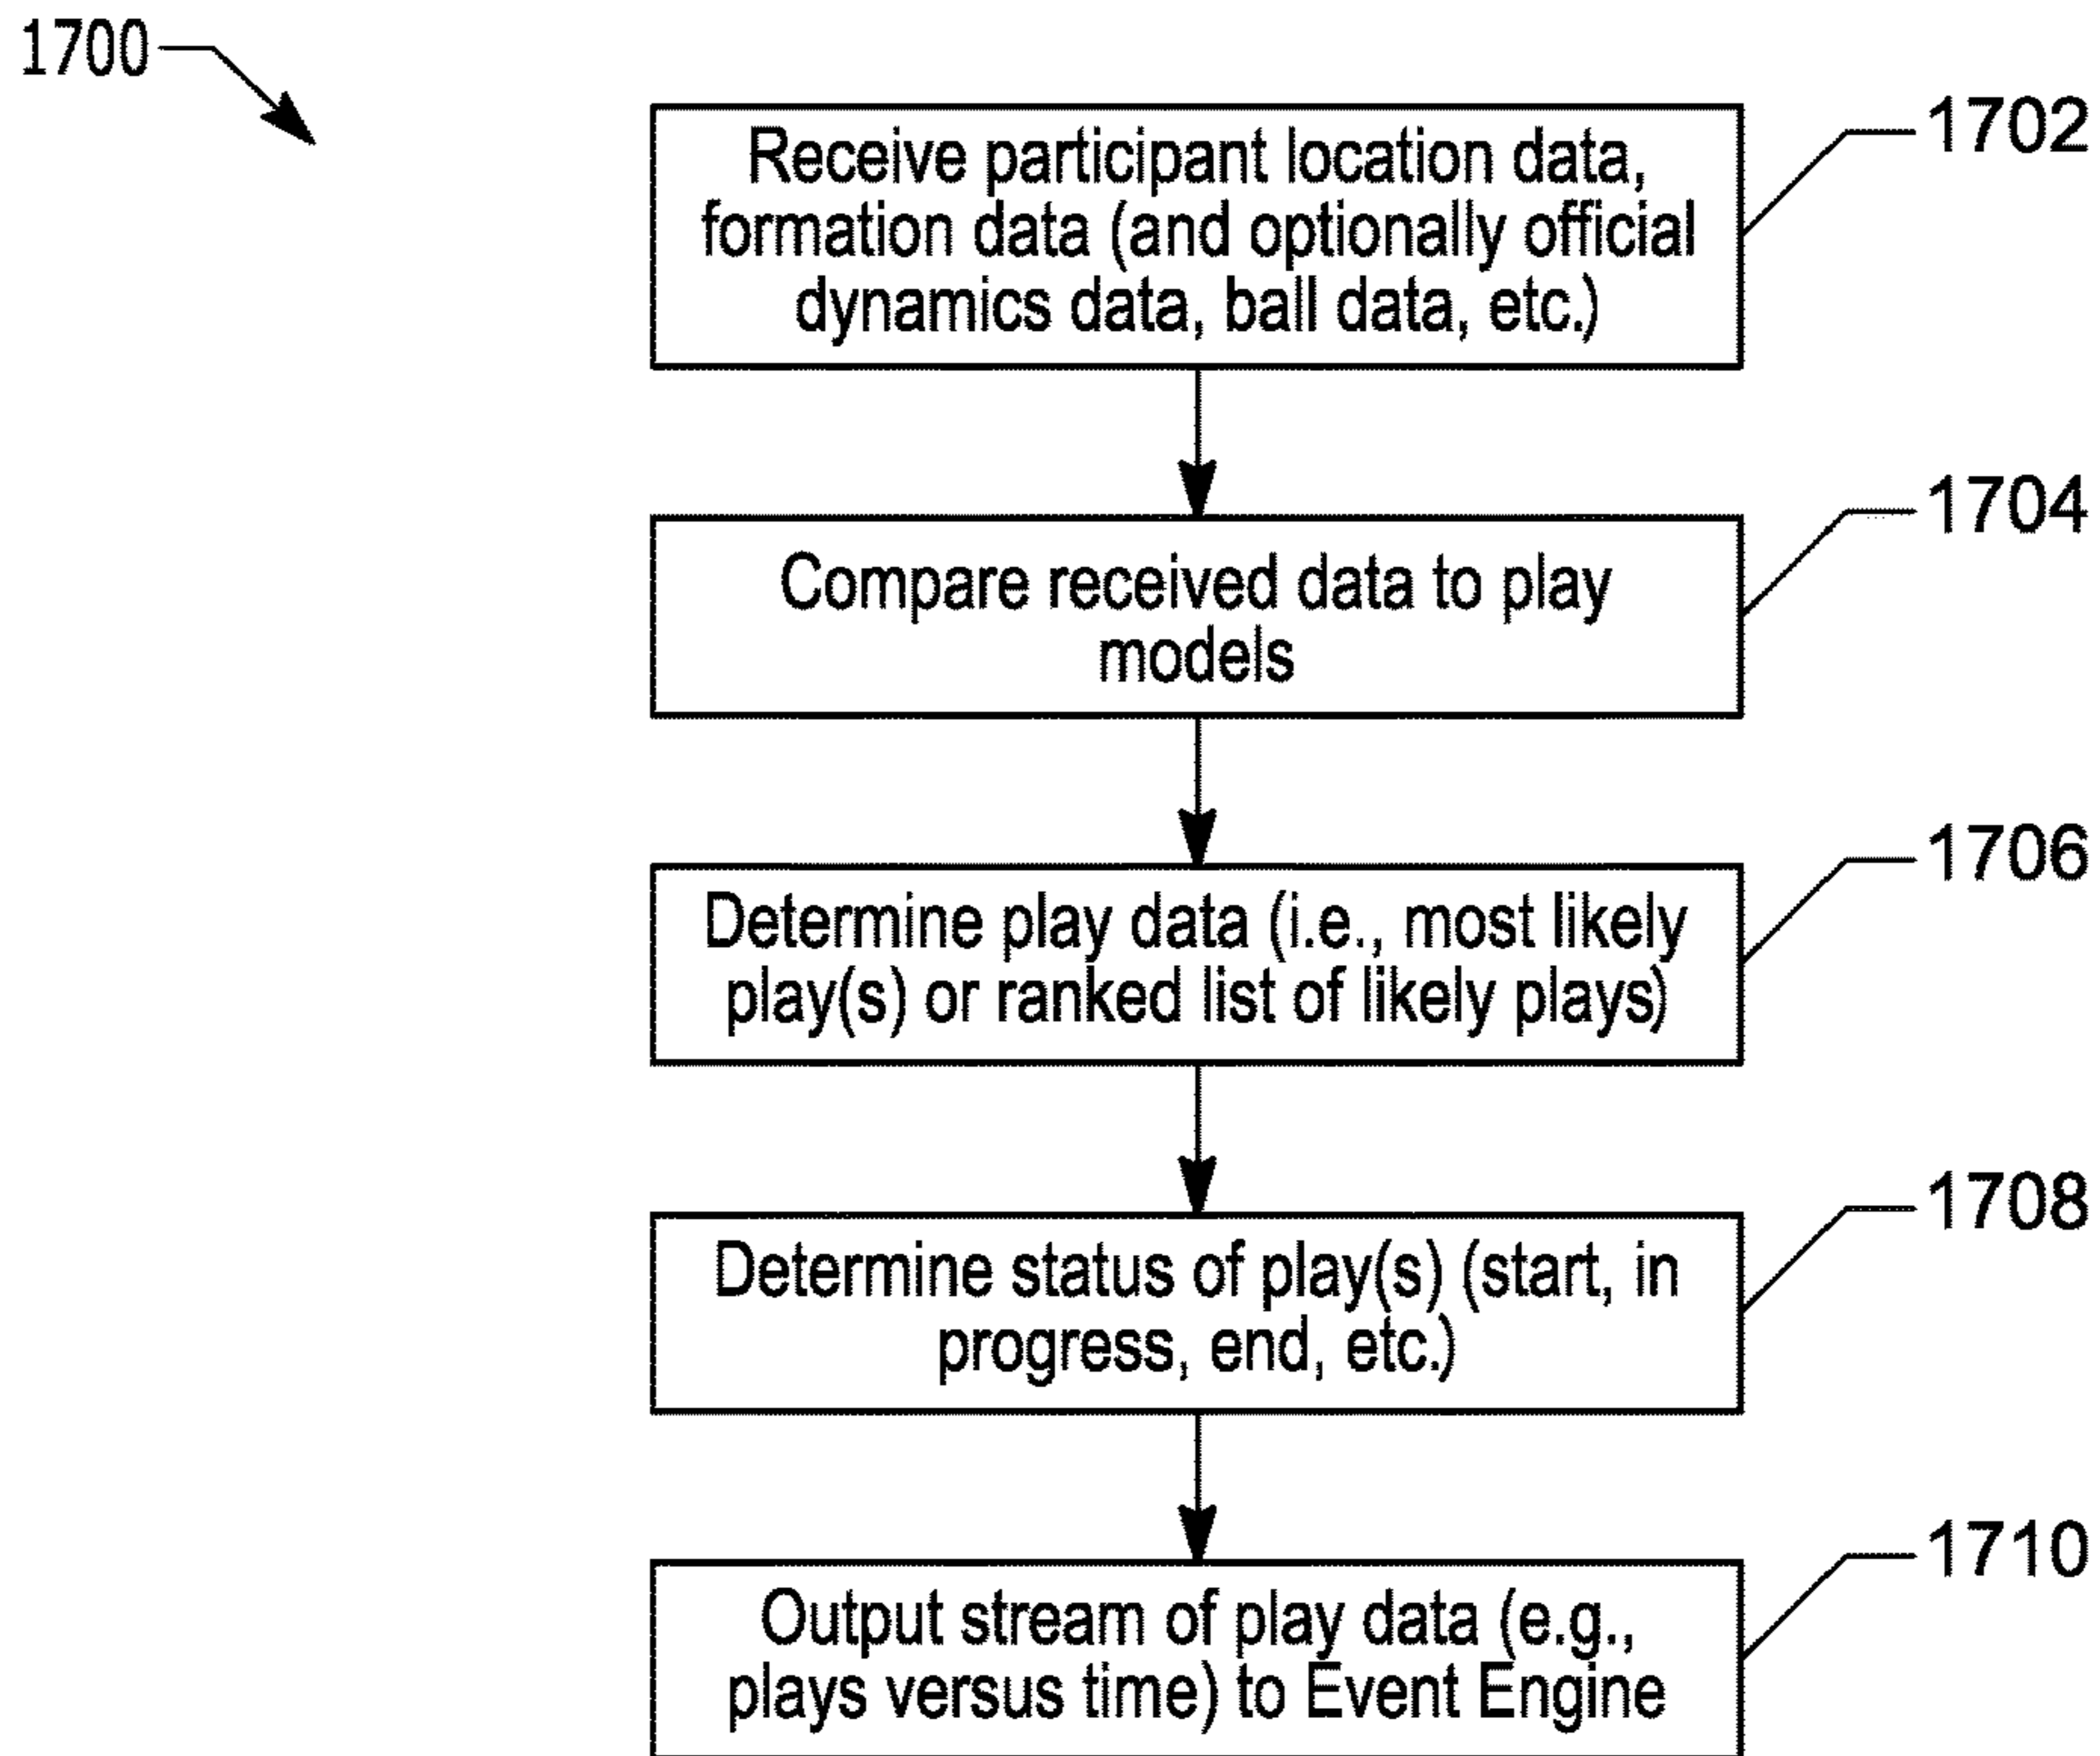 1700
Receive participant location data,
formation data (and optionally official
dynamics data, ball data, etc.)
1702
Compare received data to play
models
1704
Determine play data (i.e., most likely
play(s) or ranked list of likely plays)
1706
Determine status of play(s) (start, in
progress, end, etc.)
1708
Output stream of play data (e.g.,
plays versus time) to Event Engine
1710